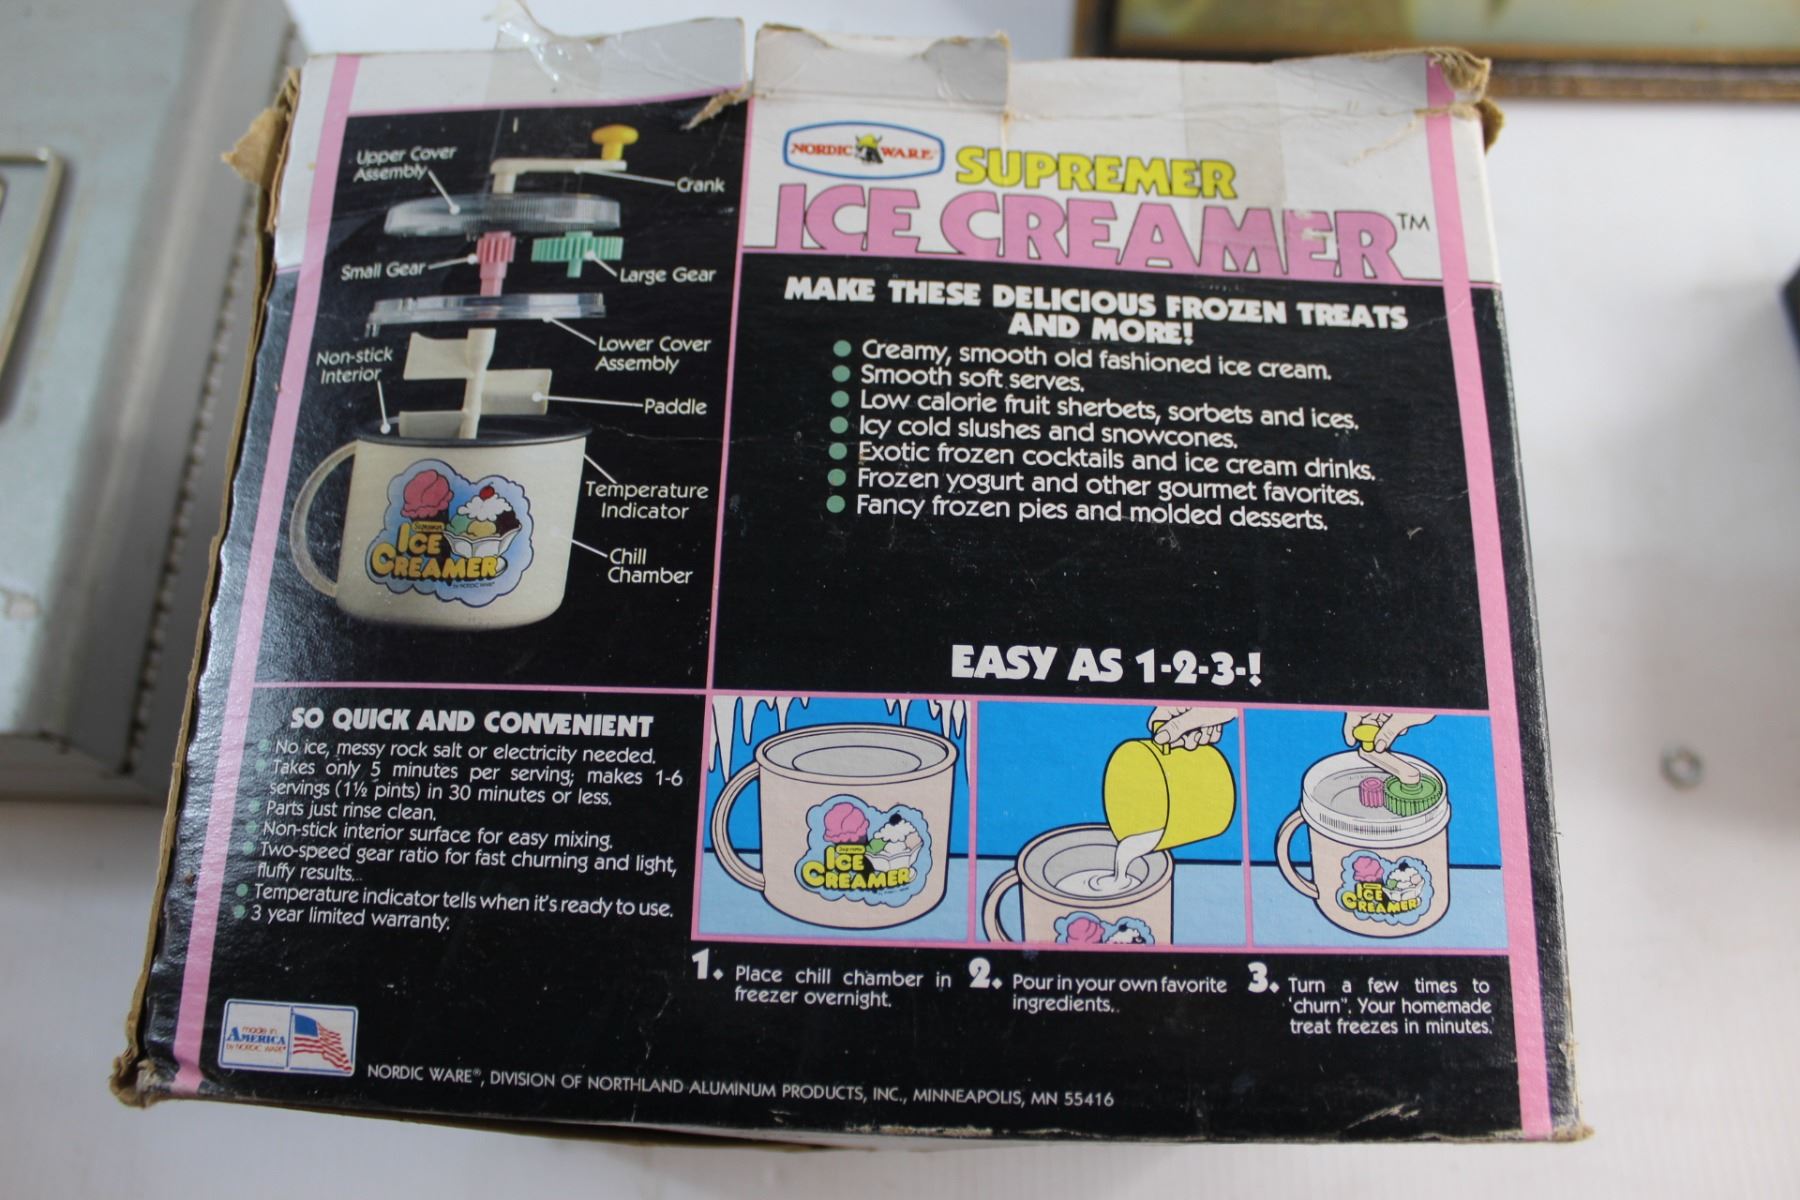 Upper Cover
Assembly
Crank
Small Gear
Large Gear
Lower Cover
Assembly
Non-stick
Interior
Paddle
Temperature
Indicator
Chill
Chamber
Supremer
ICE
CREAMER
by NORDIC WARE
NORDIC WARE
SUPREMER
ICE CREAMER™
MAKE THESE DELICIOUS FROZEN TREATS
AND MORE!
Creamy, smooth old fashioned ice cream.
Smooth soft serves.
Low calorie fruit sherbets, sorbets and ices.
Icy cold slushes and snowcones.
Exotic frozen cocktails and ice cream drinks.
Frozen yogurt and other gourmet favorites.
Fancy frozen pies and molded desserts.
SO QUICK AND CONVENIENT
No ice, messy rock salt or electricity needed.
Takes only 5 minutes per serving; makes 1-6
servings (1½ pints) in 30 minutes or less.
Parts just rinse clean.
Non-stick interior surface for easy mixing.
Two-speed gear ratio for fast churning and light,
fluffy results.
Temperature indicator tells when it's ready to use.
3 year limited warranty.
EASY AS 1-2-3-!
ICE
CREAMER
ICE
CREAMER
1. Place chill chamber in
freezer overnight.
2. Pour in your own favorite
ingredients.
3. Turn a few times to
'churn". Your homemade
treat freezes in minutes.
made in
AMERICA
by NORDIC WARE
NORDIC WARE®, DIVISION OF NORTHLAND ALUMINUM PRODUCTS, INC., MINNEAPOLIS, MN 55416